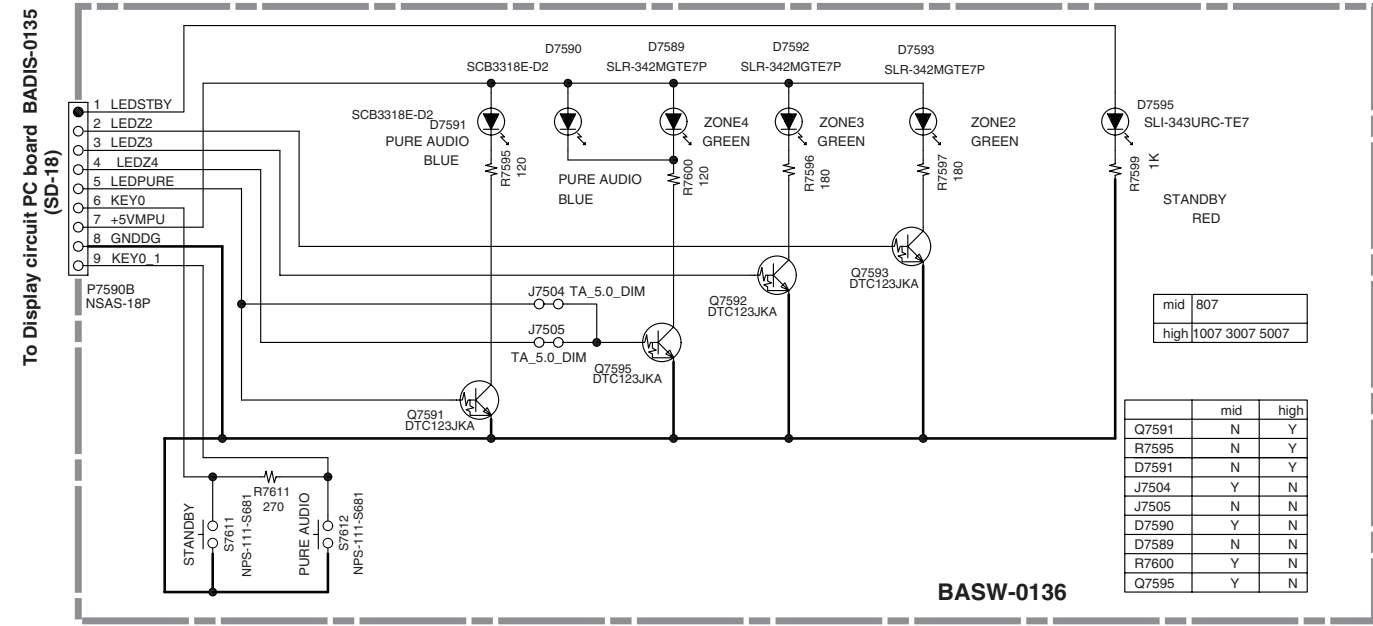 To Display circuit PC board BADIS-0135
(SD-18)
1 LEDSTBY
2 LEDZ2
3 LEDZ3
4 LEDZ4
5 LEDPURE
6 KEY0
7 +5VMPU
8 GNDDG
9 KEY0_1
P7590B
NSAS-18P
D7590
SCB3318E-D2
D7589
SLR-342MGTE7P
D7592
SLR-342MGTE7P
D7593
SLR-342MGTE7P
SCB3318E-D2
D7591
PURE AUDIO
BLUE
R7595
120
PURE AUDIO
BLUE
ZONE4
GREEN
R7600
120
ZONE3
GREEN
R7596
180
ZONE2
GREEN
R7597
180
D7595
SLI-343URC-TE7
R7599
1K
STANDBY
RED
Q7593
DTC123JKA
Q7592
DTC123JKA
J7504 TA_5.0_DIM
J7505
TA_5.0_DIM
Q7595
DTC123JKA
Q7591
DTC123JKA
R7611
270
STANDBY
S7611
NPS-111-S681
PURE AUDIO
S7612
NPS-111-S681
mid 807
high 1007 3007 5007
mid high
Q7591 N Y
R7595 N Y
D7591 N Y
J7504 Y N
J7505 N N
D7590 Y N
D7589 N N
R7600 Y N
Q7595 Y N
BASW-0136